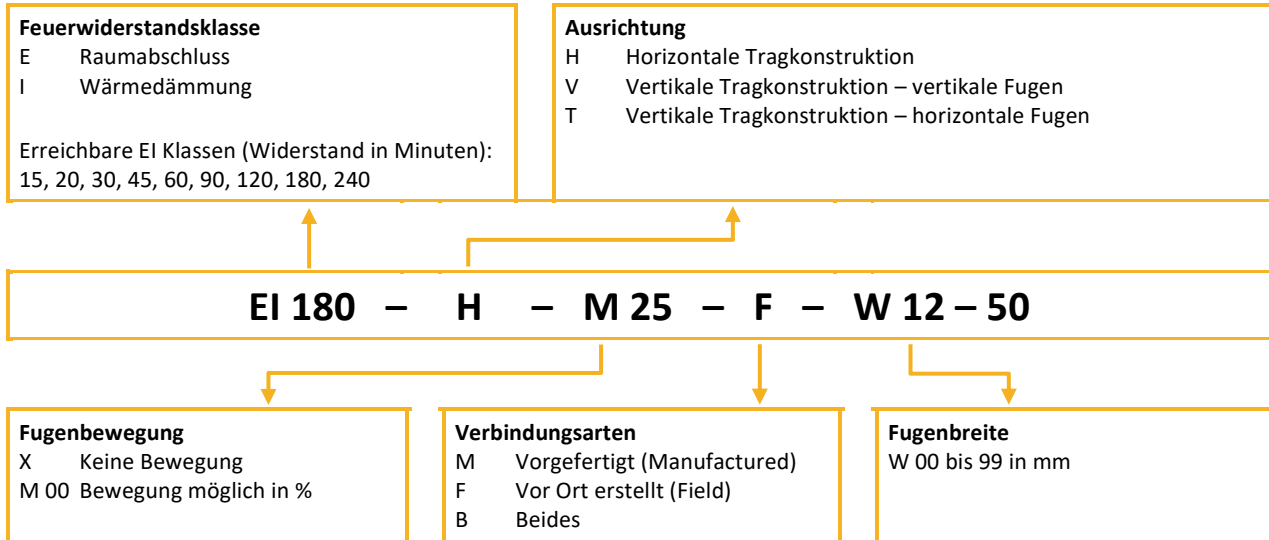 Feuerwiderstandsklasse
E Raumabschluss
I Wärmedämmung
Erreichbare EI Klassen (Widerstand in Minuten):
15, 20, 30, 45, 60, 90, 120, 180, 240
Ausrichtung
H Horizontale Tragkonstruktion
V Vertikale Tragkonstruktion – vertikale Fugen
T Vertikale Tragkonstruktion – horizontale Fugen
EI 180 – H – M 25 – F – W 12 – 50
Fugenbewegung
X Keine Bewegung
M 00 Bewegung möglich in %
Verbindungsarten
M Vorgefertigt (Manufactured)
F Vor Ort erstellt (Field)
B Beides
Fugenbreite
W 00 bis 99 in mm